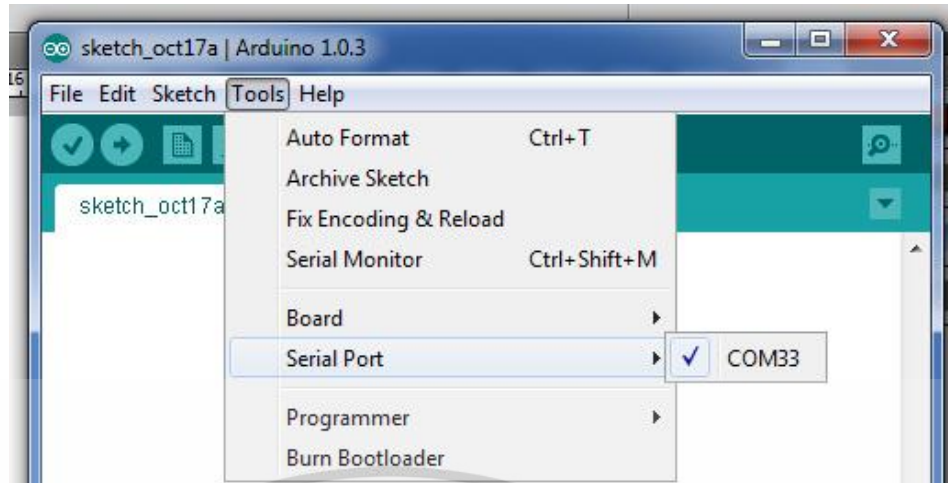 sketch_oct17a | Arduino 1.0.3
16
File Edit Sketch Tools Help
Auto Format Ctrl+T
Archive Sketch
sketch_oct17a
Fix Encoding & Reload
Serial Monitor Ctrl+Shift+M
Board
Serial Port
COM33
Programmer
Burn Bootloader